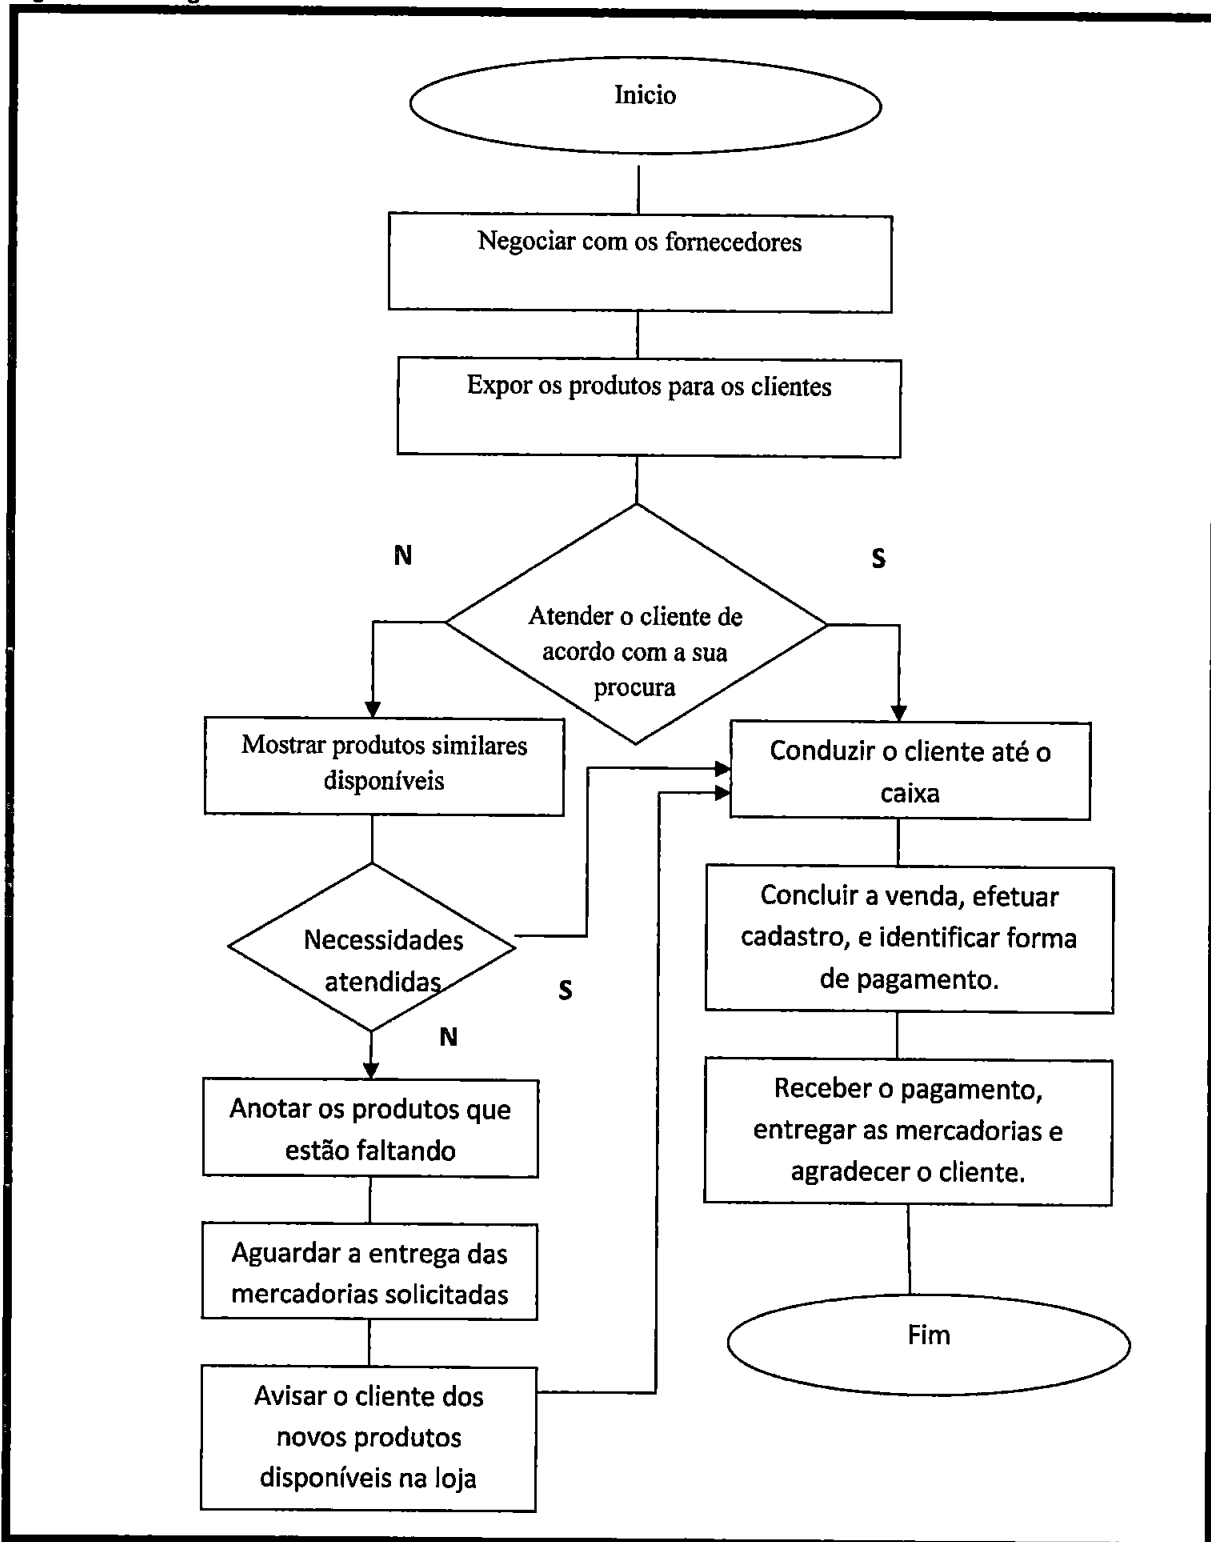 Inicio
Negociar com os fornecedores
Expor os produtos para os clientes
N
S
Atender o cliente de
acordo com a sua
procura
Mostrar produtos similares
disponíveis
Conduzir o cliente até o
caixa
Necessidades
atendidas
S
N
Concluir a venda, efetuar
cadastro, e identificar forma
de pagamento.
Anotar os produtos que
estão faltando
Receber o pagamento,
entregar as mercadorias e
agradecer o cliente.
Aguardar a entrega das
mercadorias solicitadas
Avisar o cliente dos
novos produtos
disponíveis na loja
Fim